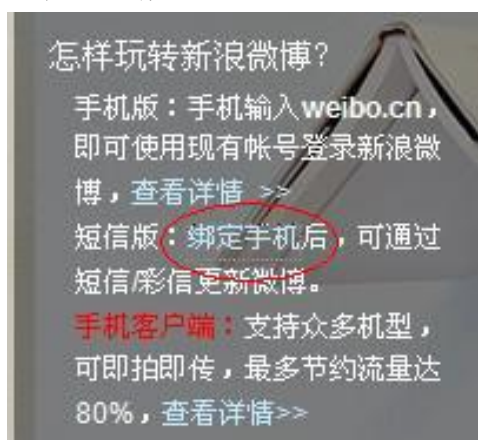 怎样玩转新浪微博?
手机版：手机输入weibo.cn，
即可使用现有帐号登录新浪微
博，查看详情 >>
短信版：绑定手机后，可通过
短信/彩信更新微博。
手机客户端：支持众多机型，
可即拍即传，最多节约流量达
80%，查看详情>>